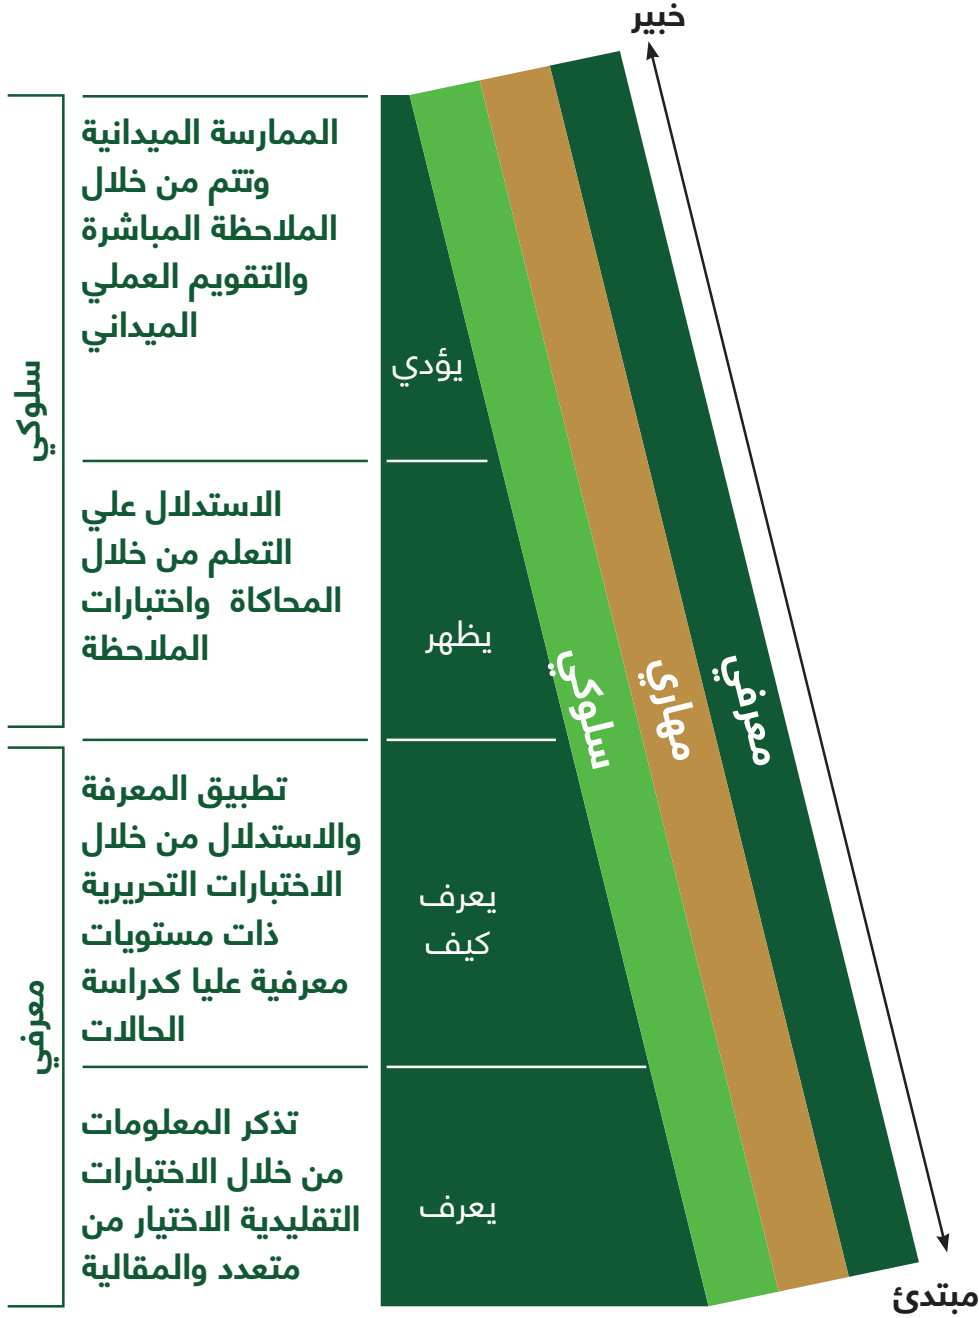 خبير
معرفي
مهاري
سلوكي
يؤدي
الممارسة الميدانية
وتتم من خلال
الملاحظة المباشرة
والتقويم العملي
الميداني
سلوكي
يظهر
الاستدلال علي
التعلم من خلال
المحاكاة واختبارات
الملاحظة
يعرف
كيف
تطبيق المعرفة
والاستدلال من خلال
الاختبارات التحريرية
ذات مستويات
معرفية عليا كدراسة
الحالات
معرفي
يعرف
تذكر المعلومات
من خلال الاختبارات
التقليدية الاختيار من
متعدد والمقالية
مبتدئ